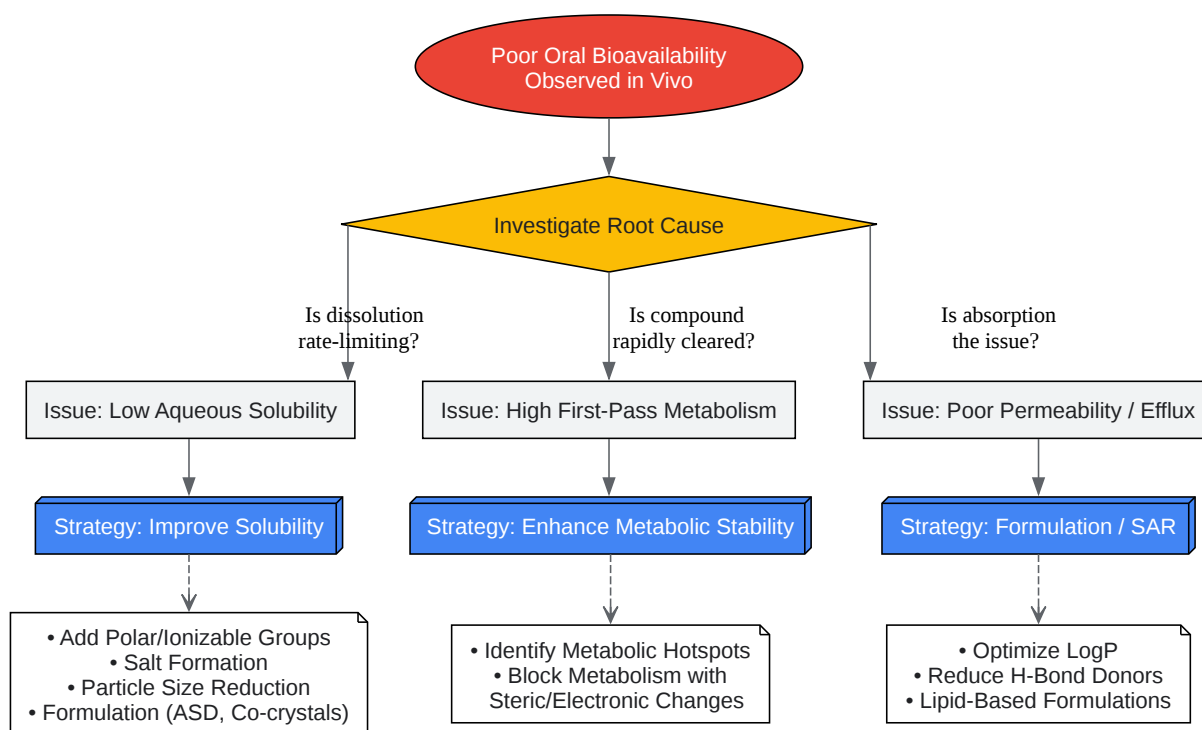 Poor Oral Bioavailability
Observed in Vivo
Investigate Root Cause
Is dissolution
rate-limiting?
Is compound
rapidly cleared?
Is absorption
the issue?
Issue: Low Aqueous Solubility
Issue: High First-Pass Metabolism
Issue: Poor Permeability / Efflux
Strategy: Improve Solubility
Strategy: Enhance Metabolic Stability
Strategy: Formulation / SAR
• Add Polar/Ionizable Groups
• Salt Formation
• Particle Size Reduction
• Formulation (ASD, Co-crystals)
• Identify Metabolic Hotspots
• Block Metabolism with
Steric/Electronic Changes
• Optimize LogP
• Reduce H-Bond Donors
• Lipid-Based Formulations